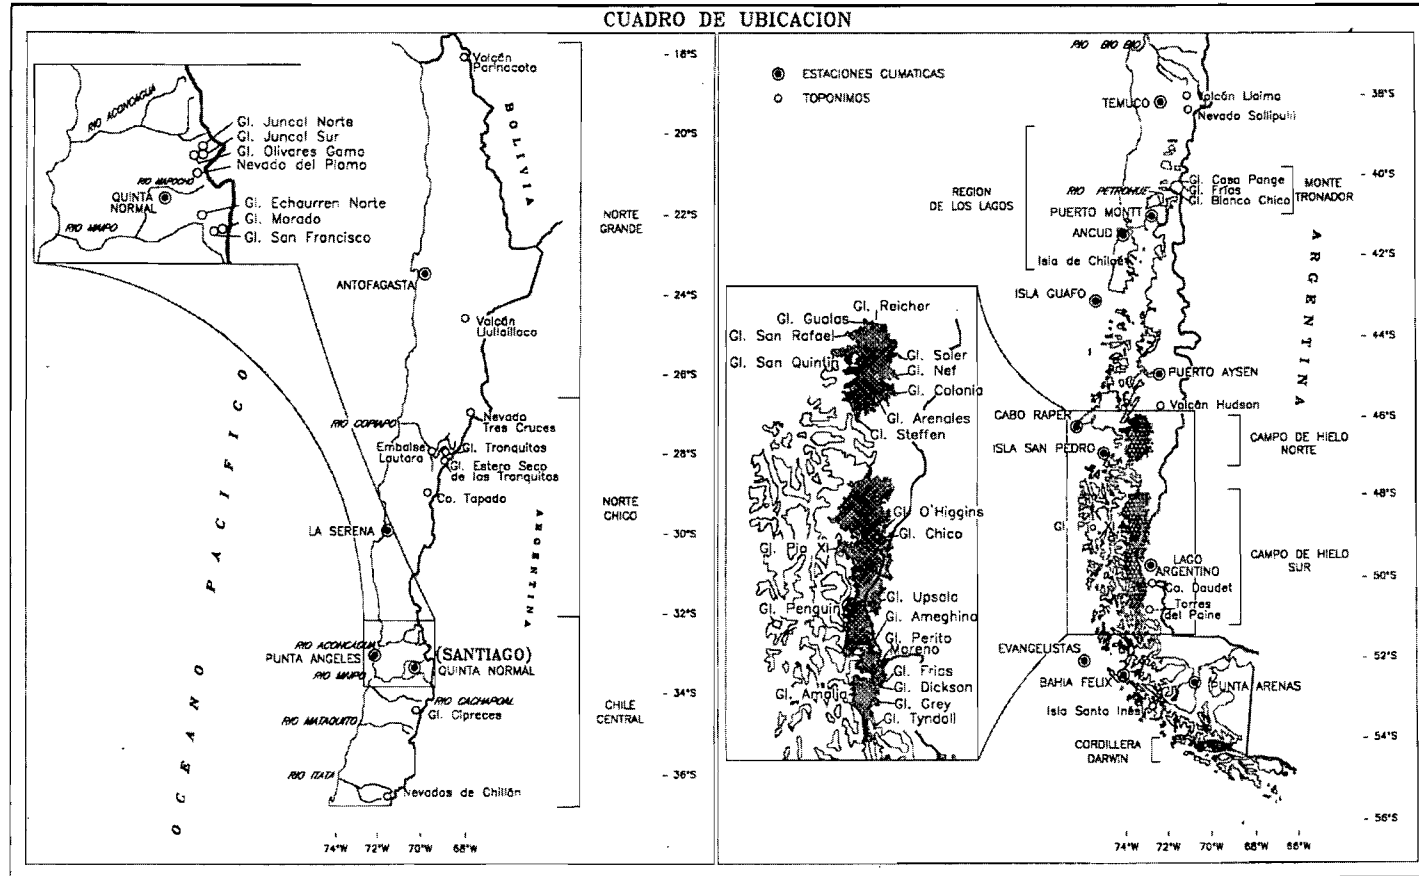 CUADRO DE UBICACION
RIO ACONCAGUA
Gl. Juncal Norte
Gl. Juncal Sur
Gl. Olivares Gama
Nevado del Plomo
RIO MAPOCHO
QUINTA
NORMAL
Gl. Echaurren Norte
Gl. Morado
Gl. San Francisco
RIO MAIPO
Volcán
Parinacota
BOLIVIA
ANTOFAGASTA
Volcán
Llullaillaco
Nevado
Tres Cruces
RIO COPIAPO
Embalse
Lautaro
Gl. Tronquitos
Gl. Estero Seco
de los Tronquitos
Co. Tapado
LA SERENA
ARGENTINA
RIO ACONCAGUA
PUNTA ANGELES
(SANTIAGO)
QUINTA NORMAL
RIO MAIPO
RIO CACHAPOAL
Gl. Cipreces
RIO MATAQUITO
RIO ITATA
Nevados de Chillán
OCEANO PACIFICO
NORTE
GRANDE
NORTE
CHICO
CHILE
CENTRAL
- 18°S
- 20°S
- 22°S
- 24°S
- 26°S
- 28°S
- 30°S
- 32°S
- 34°S
- 36°S
74°W 72°W 70°W 68°W
ESTACIONES CLIMATICAS
TOPONIMOS
RIO BIO BIO
TEMUCO
Volcán Llaima
Nevado Sollipulli
REGION
DE LOS LAGOS
RIO PETROHUE
Gl. Casa Pangue
Gl. Frías
Gl. Blanco Chico
MONTE
TRONADOR
PUERTO MONTT
ANCUD
Isla de Chiloé
ISLA GUAFO
ARGENTINA
PUERTO AYSEN
Volcán Hudson
CABO RAPER
ISLA SAN PEDRO
CAMPO DE HIELO
NORTE
Gl. Pío XI
CAMPO DE HIELO
SUR
LAGO
ARGENTINO
Co. Daudet
Torres
del Paine
EVANGELISTAS
BAHIA FELIX
PUNTA ARENAS
Isla Santa Inés
CORDILLERA
DARWIN
Gl. Reicher
Gl. Gualas
Gl. San Rafael
Gl. San Quintín
Gl. Soler
Gl. Nef
Gl. Colonia
Gl. Arenales
Gl. Steffen
Gl. O'Higgins
Gl. Chico
Gl. Pío XI
Gl. Upsala
Gl. Penguin
Gl. Ameghino
Gl. Perito
Moreno
Gl. Frías
Gl. Dickson
Gl. Amalia
Gl. Grey
Gl. Tyndall
- 38°S
- 40°S
- 42°S
- 44°S
- 46°S
- 48°S
- 50°S
- 52°S
- 54°S
- 56°S
74°W 72°W 70°W 68°W 66°W